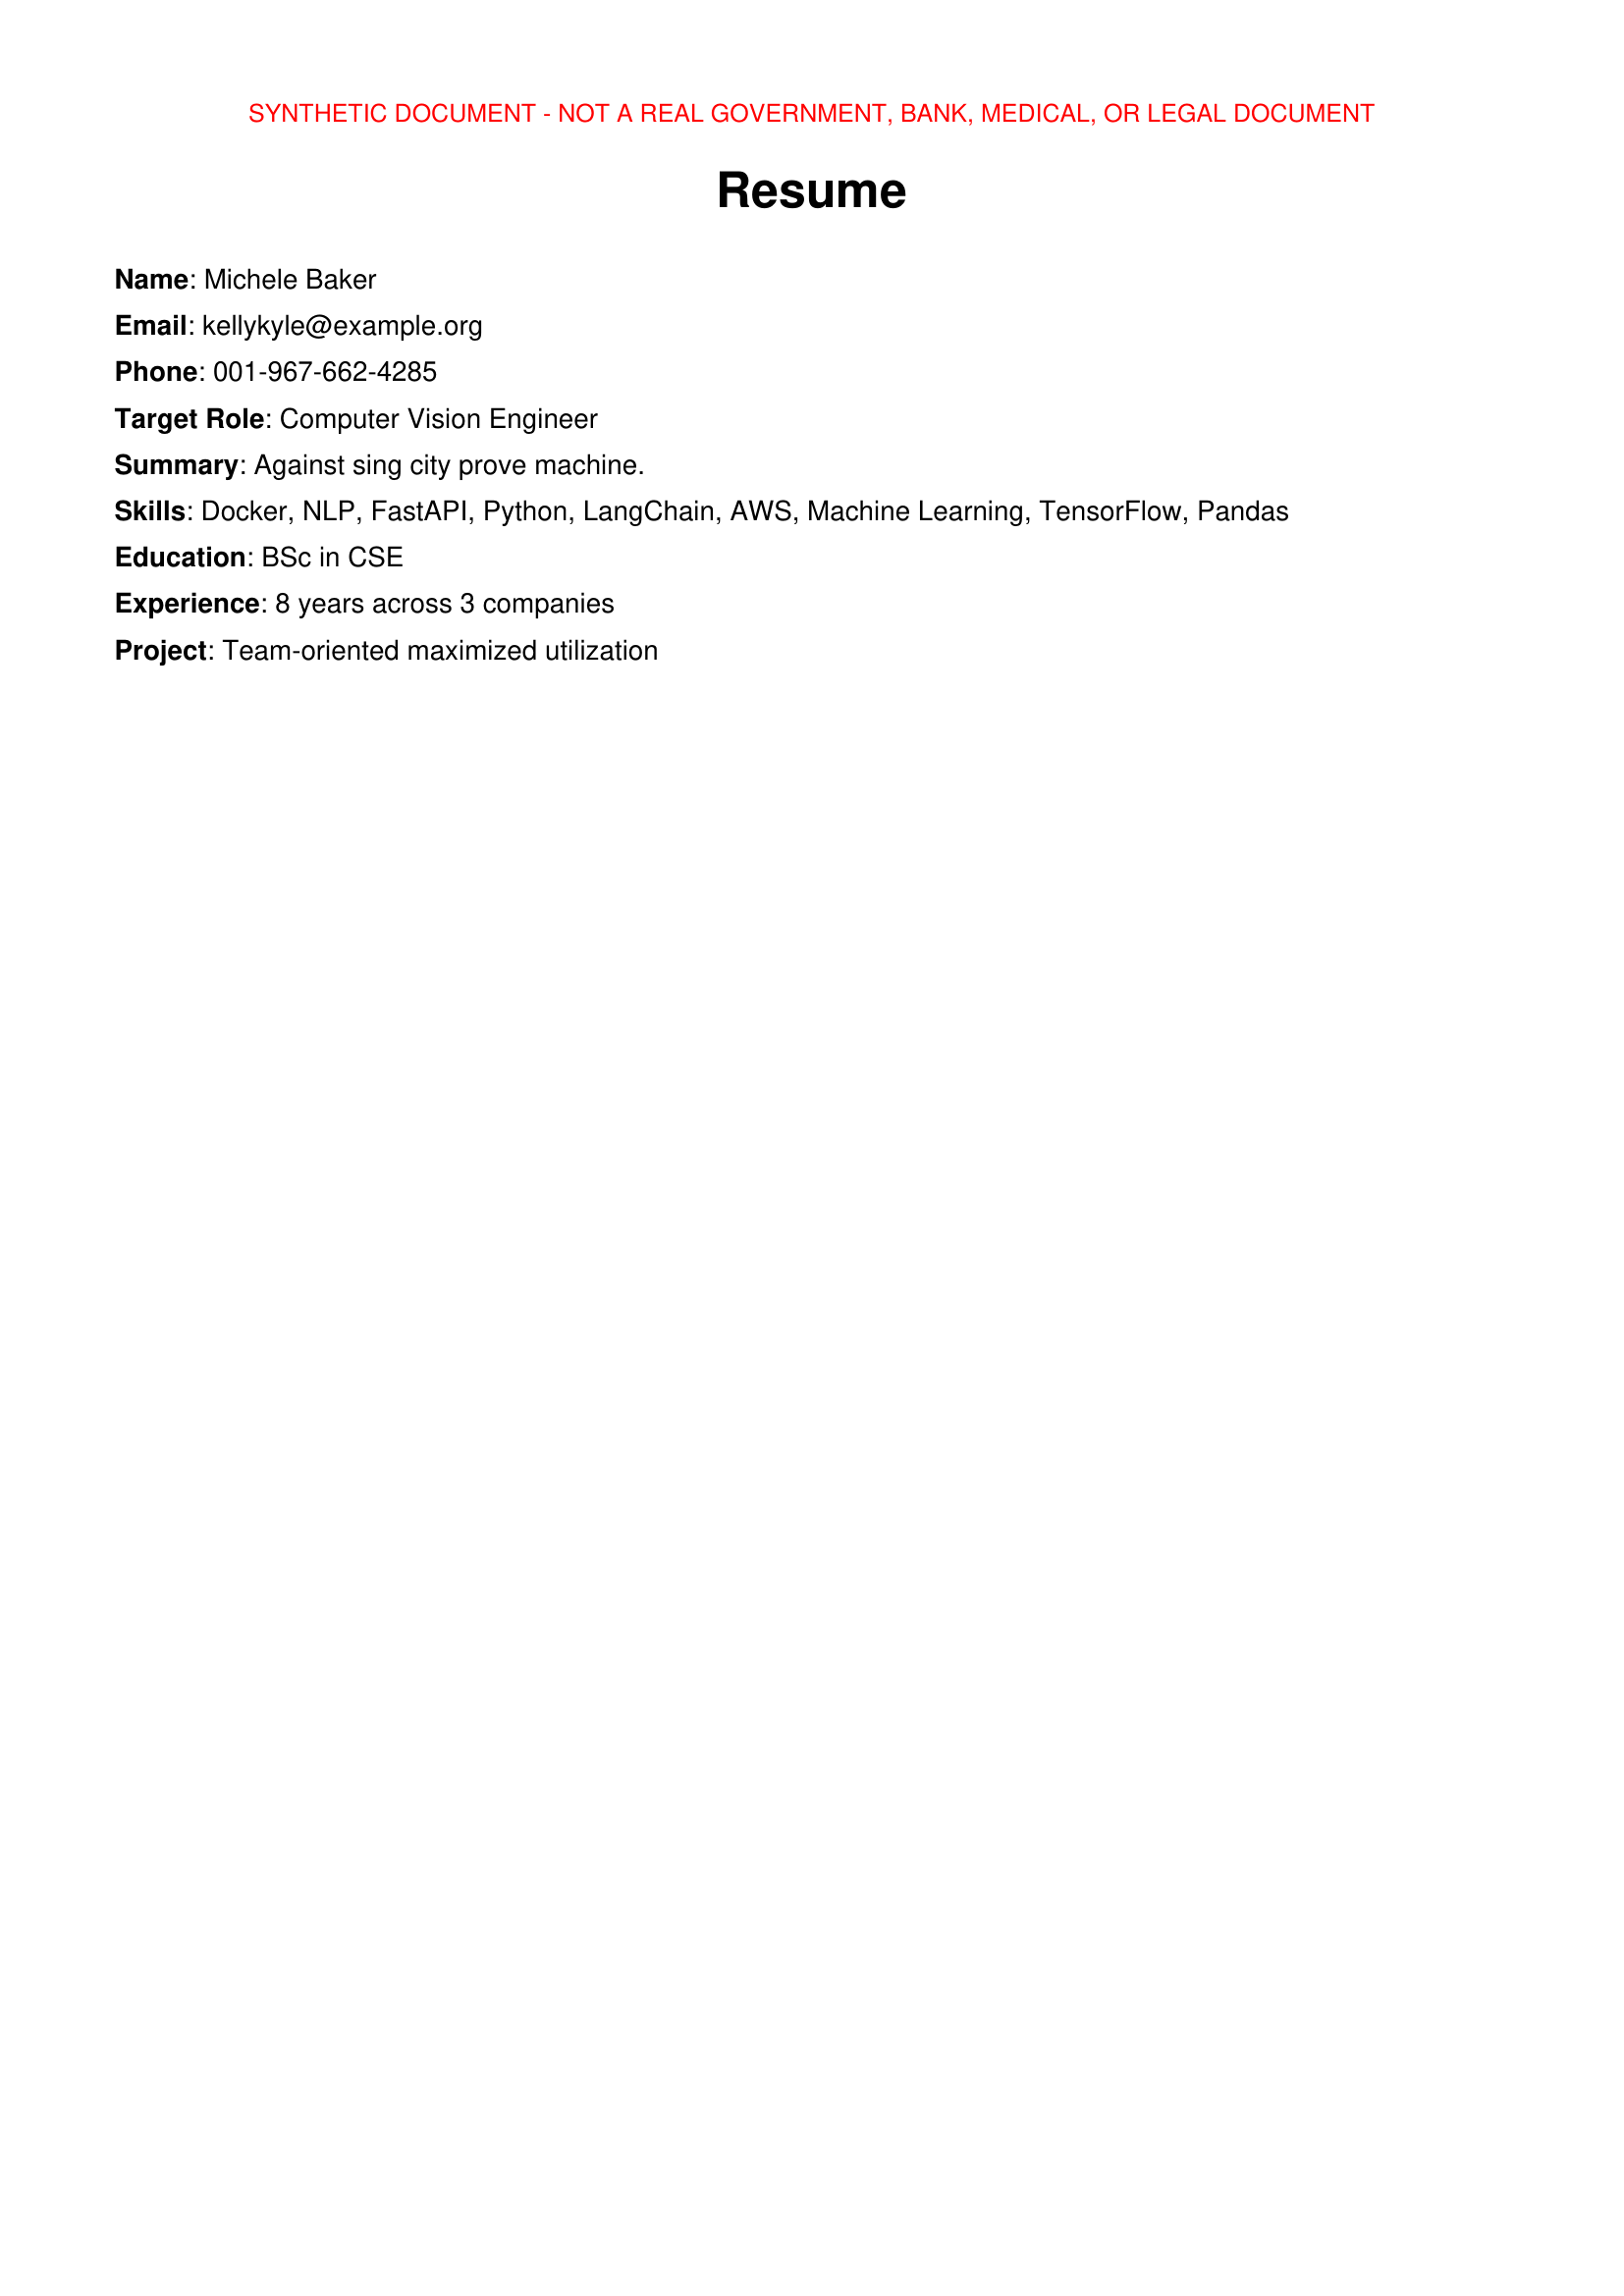 SYNTHETIC DOCUMENT - NOT A REAL GOVERNMENT, BANK, MEDICAL, OR LEGAL DOCUMENT
Resume
Name: Michele Baker
Email: kellykyle@example.org
Phone: 001-967-662-4285
Target Role: Computer Vision Engineer
Summary: Against sing city prove machine.
Skills: Docker, NLP, FastAPI, Python, LangChain, AWS, Machine Learning, TensorFlow, Pandas
Education: BSc in CSE
Experience: 8 years across 3 companies
Project: Team-oriented maximized utilization